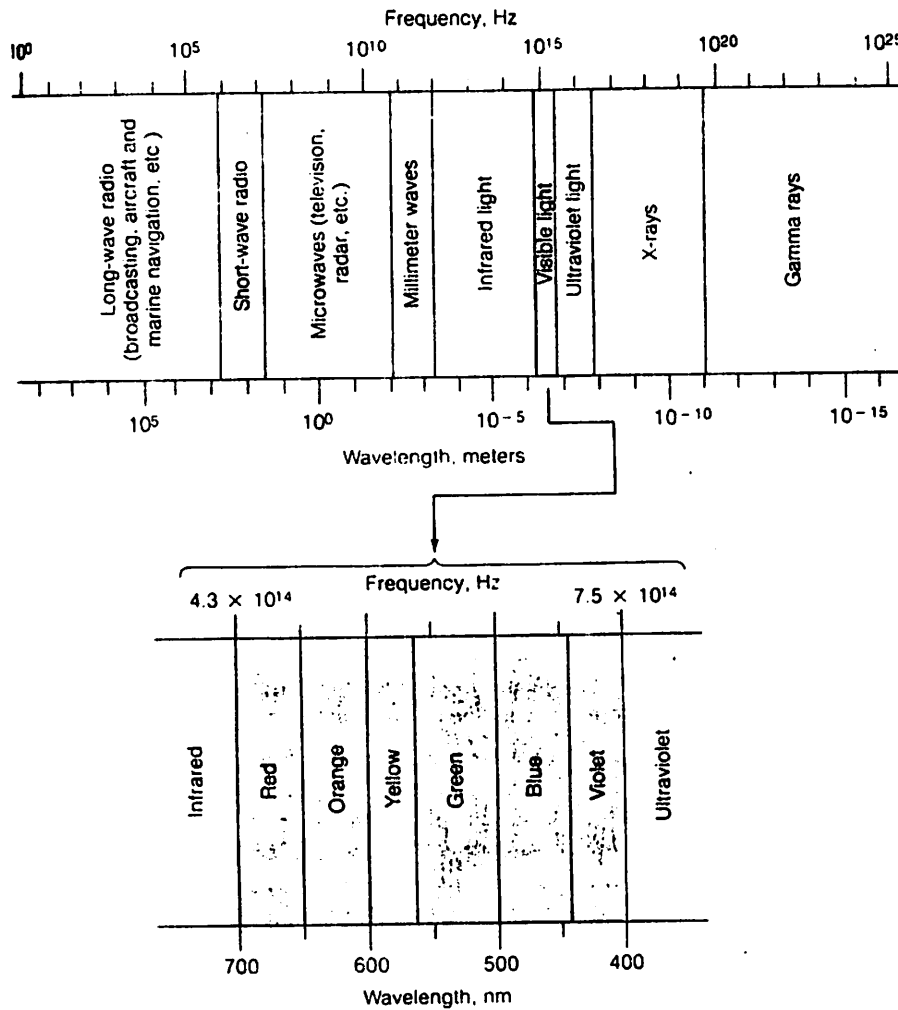 Frequency, Hz
10⁰ 10⁵ 10¹⁰ 10¹⁵ 10²⁰ 10²⁵
Long-wave radio
(broadcasting, aircraft and
marine navigation, etc )
Short-wave radio
Microwaves (television,
radar, etc.)
Millimeter waves
Infrared light
Visible light
Ultraviolet light
X-rays
Gamma rays
10⁵ 10⁰ 10⁻⁵ 10⁻¹⁰ 10⁻¹⁵
Wavelength, meters
Frequency, Hz
4.3 × 10¹⁴ 7.5 × 10¹⁴
Infrared
Red
Orange
Yellow
Green
Blue
Violet
Ultraviolet
700 600 500 400
Wavelength, nm